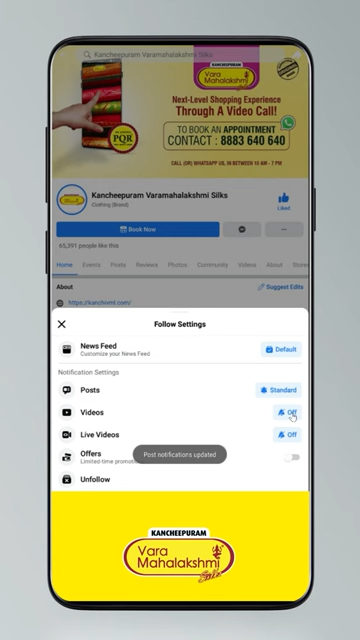 Kancheepuram Varamahalakshmi Silks
KANCHEEPURAM
Vara
Mahalakshmi
Silks
Next-Level Shopping Experience
Through A Video Call!
TO BOOK AN APPOINTMENT
CONTACT : 8883 640 640
PQR
CALL (OR) WHATSAPP US, IN BETWEEN 10 AM - 7 PM
Kancheepuram Varamahalakshmi Silks
Clothing (Brand)
Liked
Book Now
65,391 people like this
Home Events Posts Reviews Photos Community Videos About Stores
About
Suggest Edits
https://kanchivml.com/
Follow Settings
News Feed
Customize your News Feed
Default
Notification Settings
Posts
Standard
Videos
Off
Live Videos
Off
Offers
Limited-time promotio
Post notifications updated
Unfollow
KANCHEEPURAM
Vara
Mahalakshmi
Silks